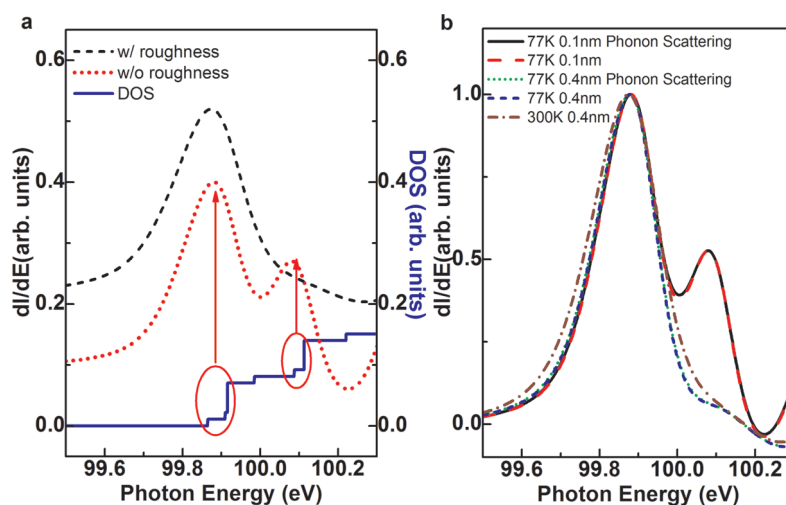 a
w/ roughness
w/o roughness
DOS
0.6
0.4
0.2
0.0
dI/dE(arb. units)
0.6
0.4
0.2
0.0
DOS (arb. units)
99.6
99.8
100.0
100.2
Photon Energy (eV)
b
77K 0.1nm Phonon Scattering
77K 0.1nm
77K 0.4nm Phonon Scattering
77K 0.4nm
300K 0.4nm
1.0
0.5
0.0
dI/dE(arb. units)
99.6
99.8
100.0
100.2
Photon Energy (eV)